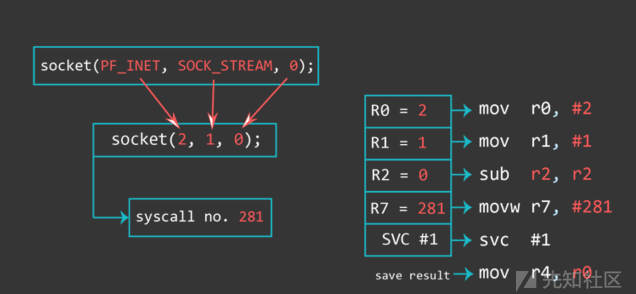 socket(PF_INET, SOCK_STREAM, 0);
socket(2, 1, 0);
syscall no. 281
R0 = 2 mov r0, #2
R1 = 1 mov r1, #1
R2 = 0 sub r2, r2
R7 = 281 movw r7, #281
SVC #1 svc #1
save result mov r4, r0
先知社区